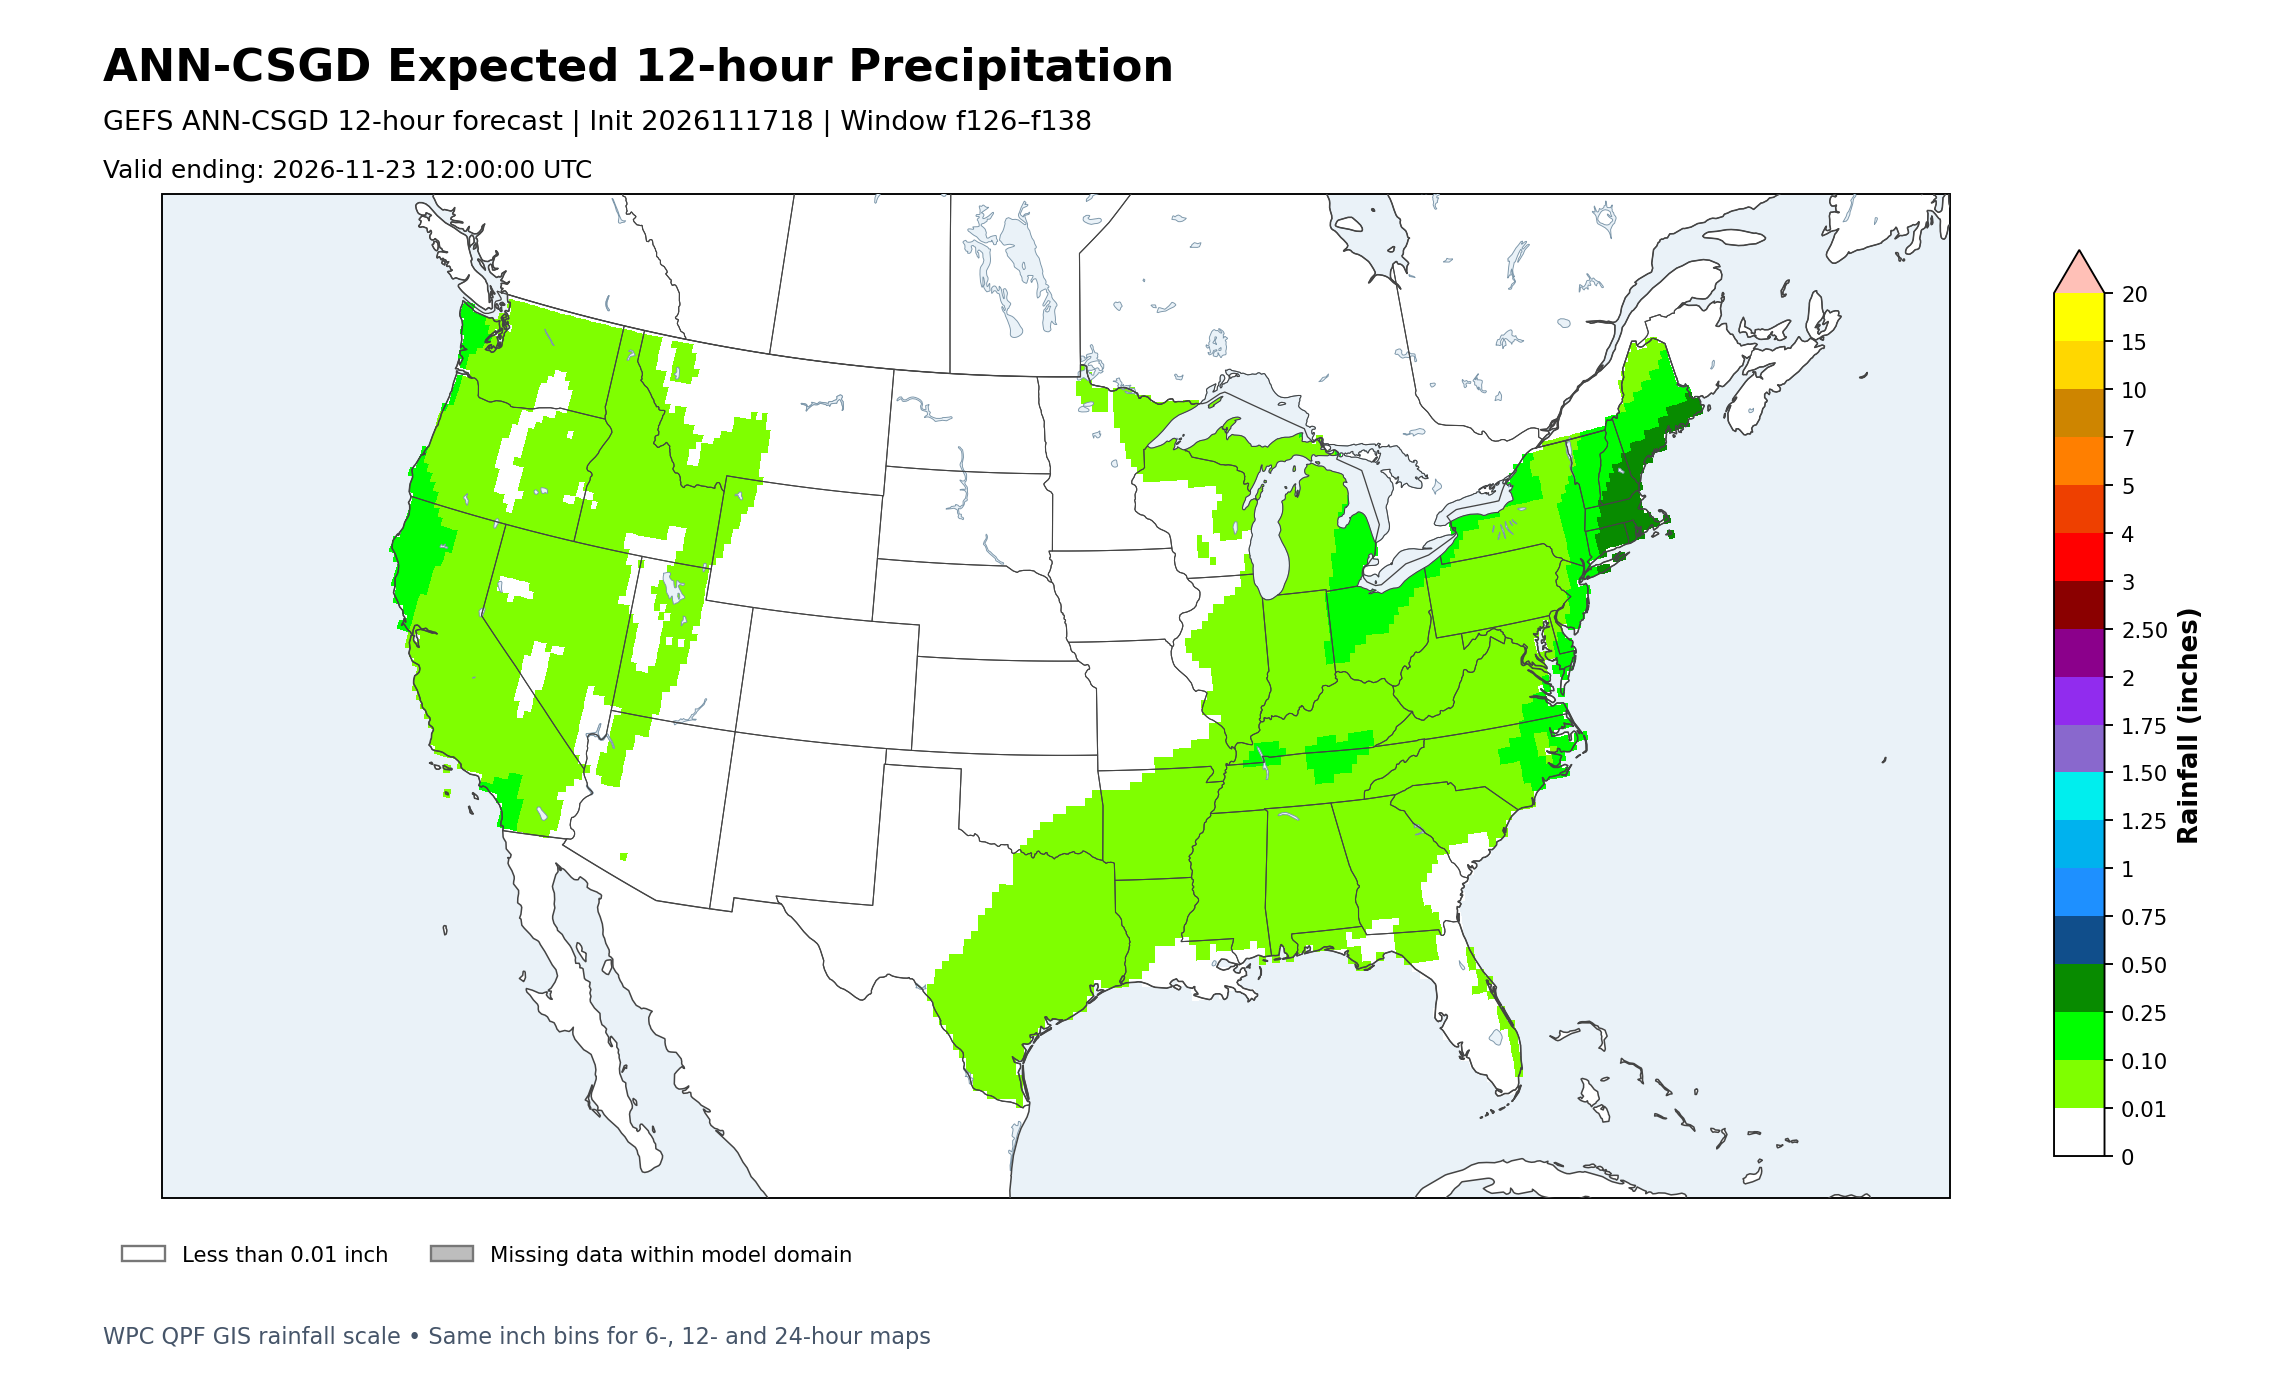 ANN-CSGD Expected 12-hour Precipitation
GEFS ANN-CSGD 12-hour forecast | Init 2026111718 | Window f126–f138
Valid ending: 2026-11-23 12:00:00 UTC
20
15
10
7
5
4
3
2.50
2
1.75
1.50
1.25
1
0.75
0.50
0.25
0.10
0.01
0
Rainfall (inches)
Less than 0.01 inch
Missing data within model domain
WPC QPF GIS rainfall scale • Same inch bins for 6-, 12- and 24-hour maps